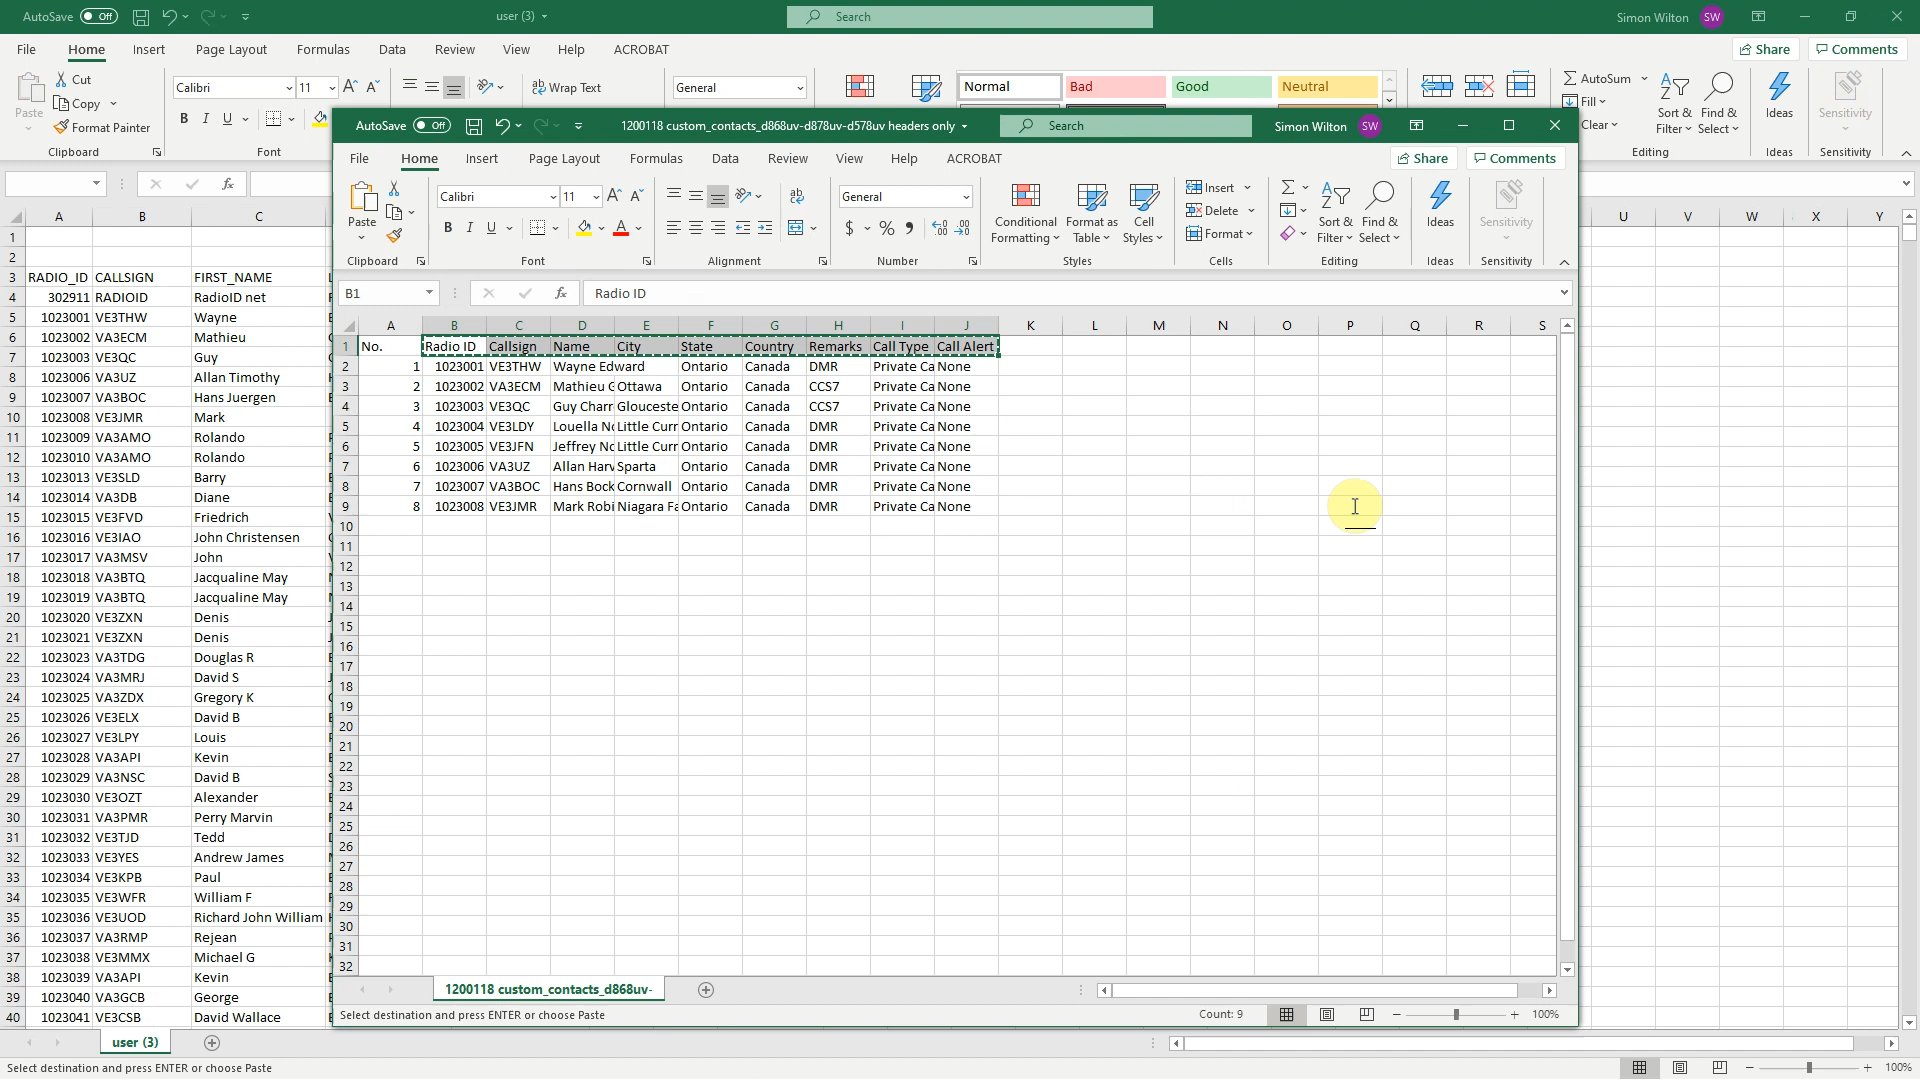 AutoSave Off user (3) Search Simon Wilton SW
File Home Insert Page Layout Formulas Data Review View Help ACROBAT Share Comments
Paste Cut Calibri 11 Wrap Text General Normal Bad Good Neutral AutoSum Sort & Filter Find & Select Ideas Sensitivity
Copy Fill
Format Painter B I U Clear
Clipboard Font Editing Ideas Sensitivity
AutoSave Off 1200118 custom_contacts_d868uv-d878uv-d578uv headers only Search Simon Wilton SW
File Home Insert Page Layout Formulas Data Review View Help ACROBAT Share Comments
Paste Calibri 11 General Conditional Formatting Format as Table Cell Styles Insert Sort & Filter Find & Select Ideas Sensitivity
Delete
B I U A $ % Format
Clipboard Font Alignment Number Styles Cells Editing Ideas Sensitivity
B1 fx Radio ID
A B C D E F G H I J K L M N O P Q R S
1 No. Radio ID Callsign Name City State Country Remarks Call Type Call Alert
2 1 1023001 VE3THW Wayne Edward Ontario Canada DMR Private Ca None
3 2 1023002 VA3ECM Mathieu G Ottawa Ontario Canada CCS7 Private Ca None
4 3 1023003 VE3QC Guy Charr Glouceste Ontario Canada CCS7 Private Ca None
5 4 1023004 VE3LDY Louella No Little Curr Ontario Canada DMR Private Ca None
6 5 1023005 VE3JFN Jeffrey No Little Curr Ontario Canada DMR Private Ca None
7 6 1023006 VA3UZ Allan Harv Sparta Ontario Canada DMR Private Ca None
8 7 1023007 VA3BOC Hans Bock Cornwall Ontario Canada DMR Private Ca None
9 8 1023008 VE3JMR Mark Robi Niagara Fa Ontario Canada DMR Private Ca None
10
11
12
13
14
15
16
17
18
19
20
21
22
23
24
25
26
27
28
29
30
31
32
1200118 custom_contacts_d868uv-
Select destination and press ENTER or choose Paste Count: 9 100%
fx
A B C U V W X Y
1
2
3 RADIO_ID CALLSIGN FIRST_NAME
4 302911 RADIOID RadioID net
5 1023001 VE3THW Wayne
6 1023002 VA3ECM Mathieu
7 1023003 VE3QC Guy
8 1023006 VA3UZ Allan Timothy
9 1023007 VA3BOC Hans Juergen
10 1023008 VE3JMR Mark
11 1023009 VA3AMO Rolando
12 1023010 VA3AMO Rolando
13 1023013 VE3SLD Barry
14 1023014 VA3DB Diane
15 1023015 VE3FVD Friedrich
16 1023016 VE3IAO John Christensen
17 1023017 VA3MSV John
18 1023018 VA3BTQ Jacqualine May
19 1023019 VA3BTQ Jacqualine May
20 1023020 VE3ZXN Denis
21 1023021 VE3ZXN Denis
22 1023023 VA3TDG Douglas R
23 1023024 VA3MRJ David S
24 1023025 VA3ZDX Gregory K
25 1023026 VE3ELX David B
26 1023027 VE3LPY Louis
27 1023028 VA3API Kevin
28 1023029 VA3NSC David B
29 1023030 VE3OZT Alexander
30 1023031 VA3PMR Perry Marvin
31 1023032 VE3TJD Tedd
32 1023033 VE3YES Andrew James
33 1023034 VE3KPB Paul
34 1023035 VE3WFR William F
35 1023036 VE3UOD Richard John William
36 1023037 VA3RMP Rejean
37 1023038 VE3MMX Michael G
38 1023039 VA3API Kevin
39 1023040 VA3GCB George
40 1023041 VE3CSB David Wallace
user (3)
Select destination and press ENTER or choose Paste 100%